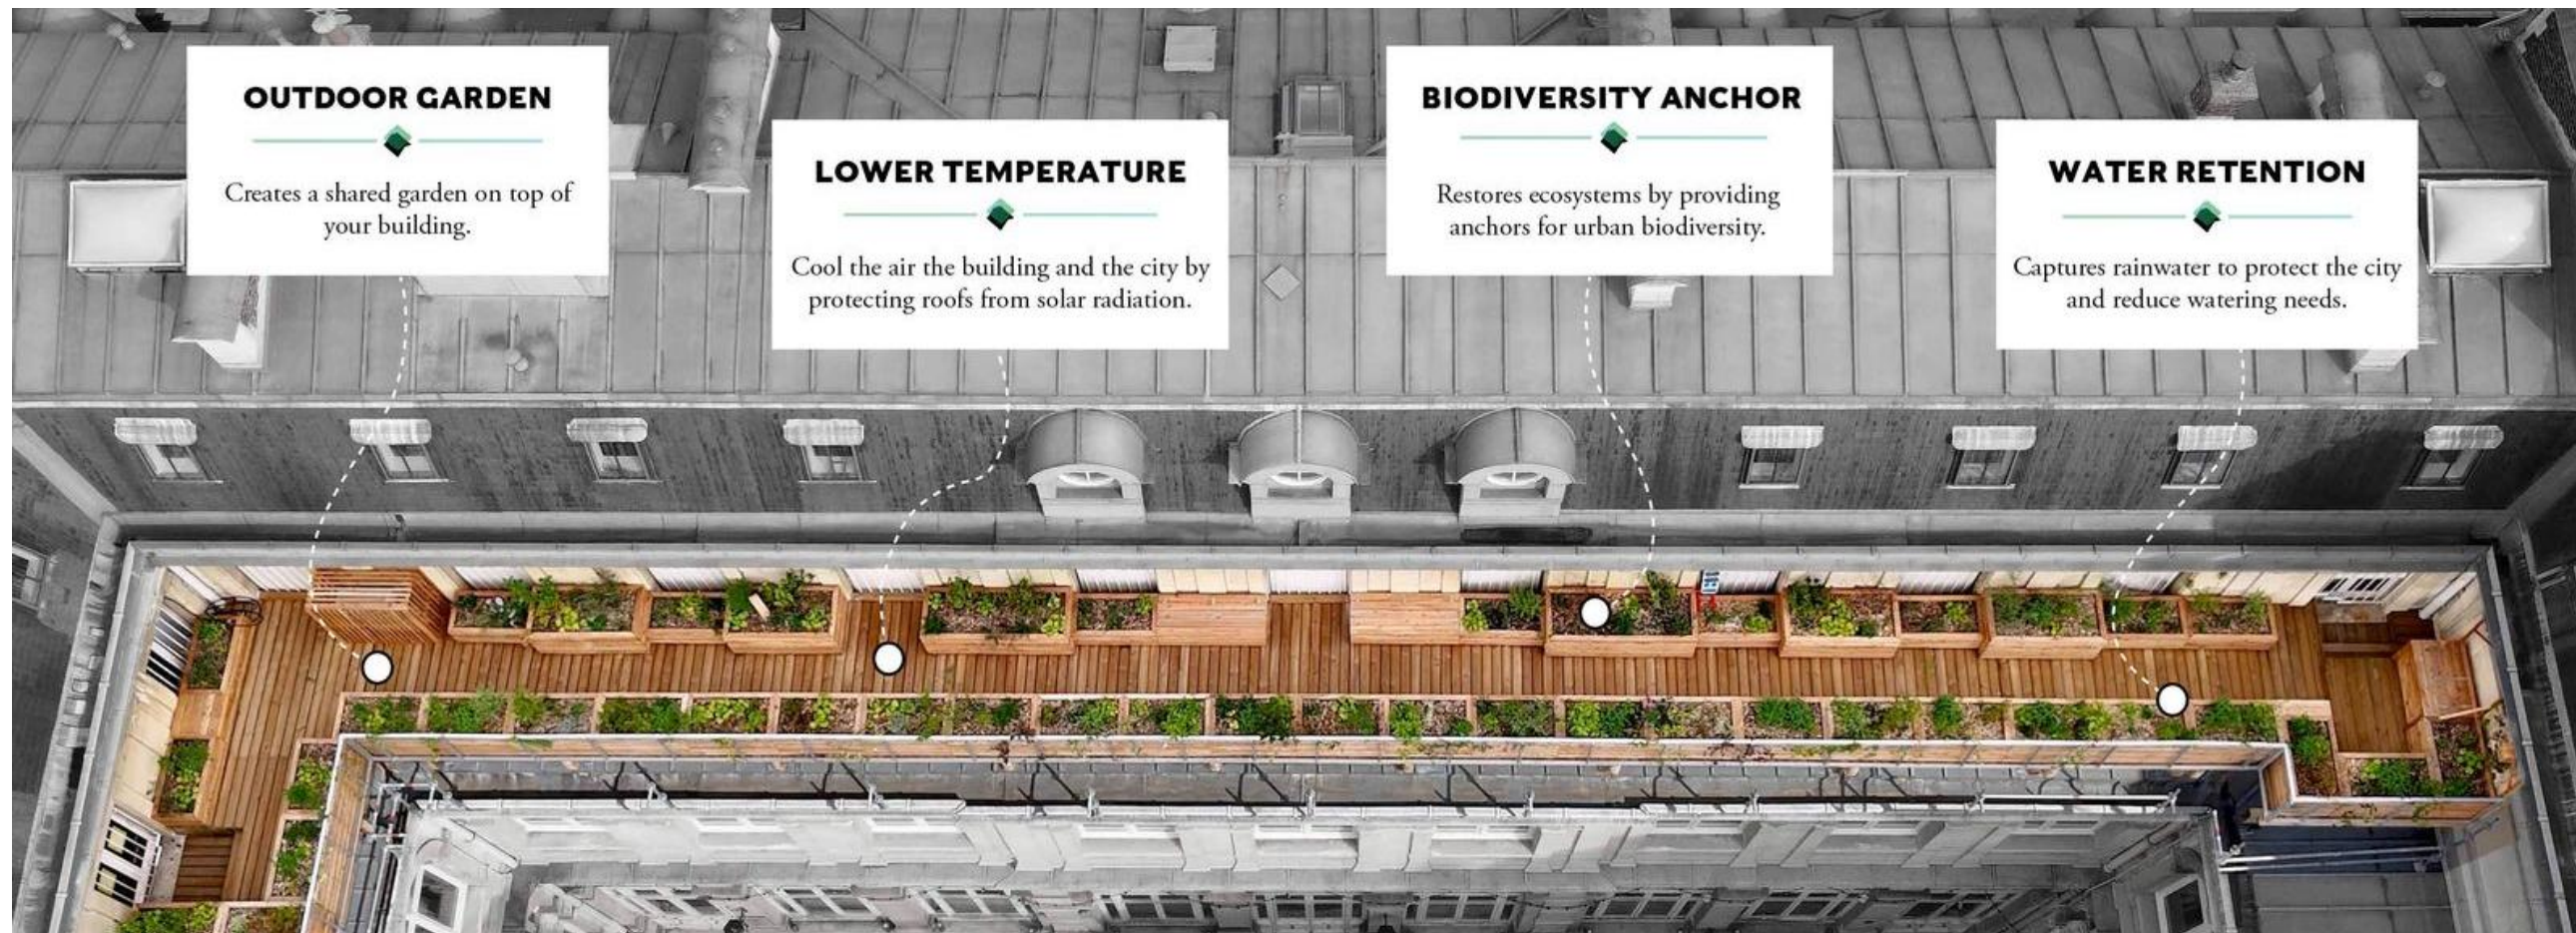 OUTDOOR GARDEN
Creates a shared garden on top of
your building.
LOWER TEMPERATURE
Cool the air the building and the city by
protecting roofs from solar radiation.
BIODIVERSITY ANCHOR
Restores ecosystems by providing
anchors for urban biodiversity.
WATER RETENTION
Captures rainwater to protect the city
and reduce watering needs.